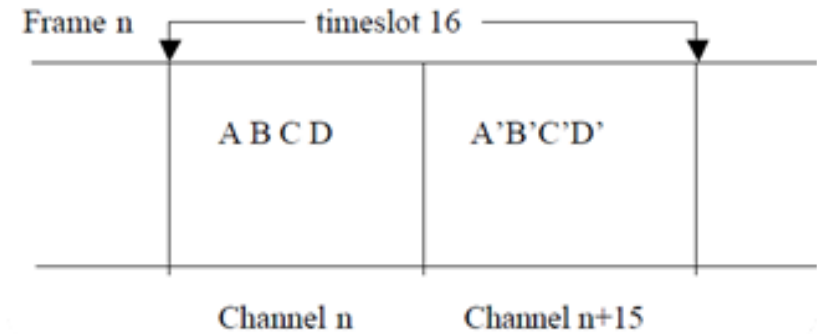 Frame n timeslot 16
A B C D A’B’C’D’
Channel n Channel n+15